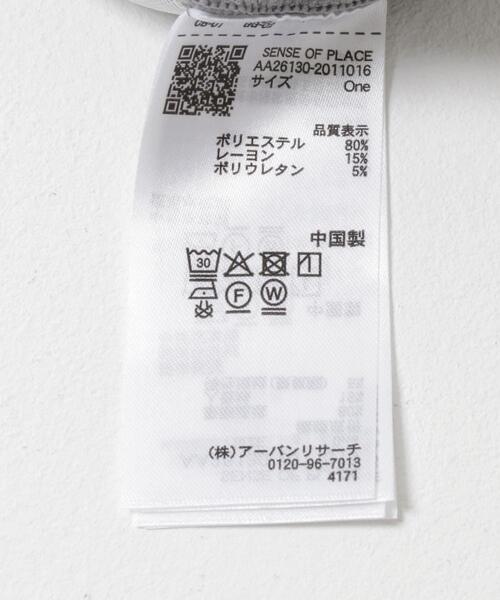 SENSE OF PLACE
AA26130-2011016
サイズ One
品質表示
ポリエステル 80%
レーヨン 15%
ポリウレタン 5%
中国製
30
F W
(株)アーバンリサーチ
0120-96-7013
4171